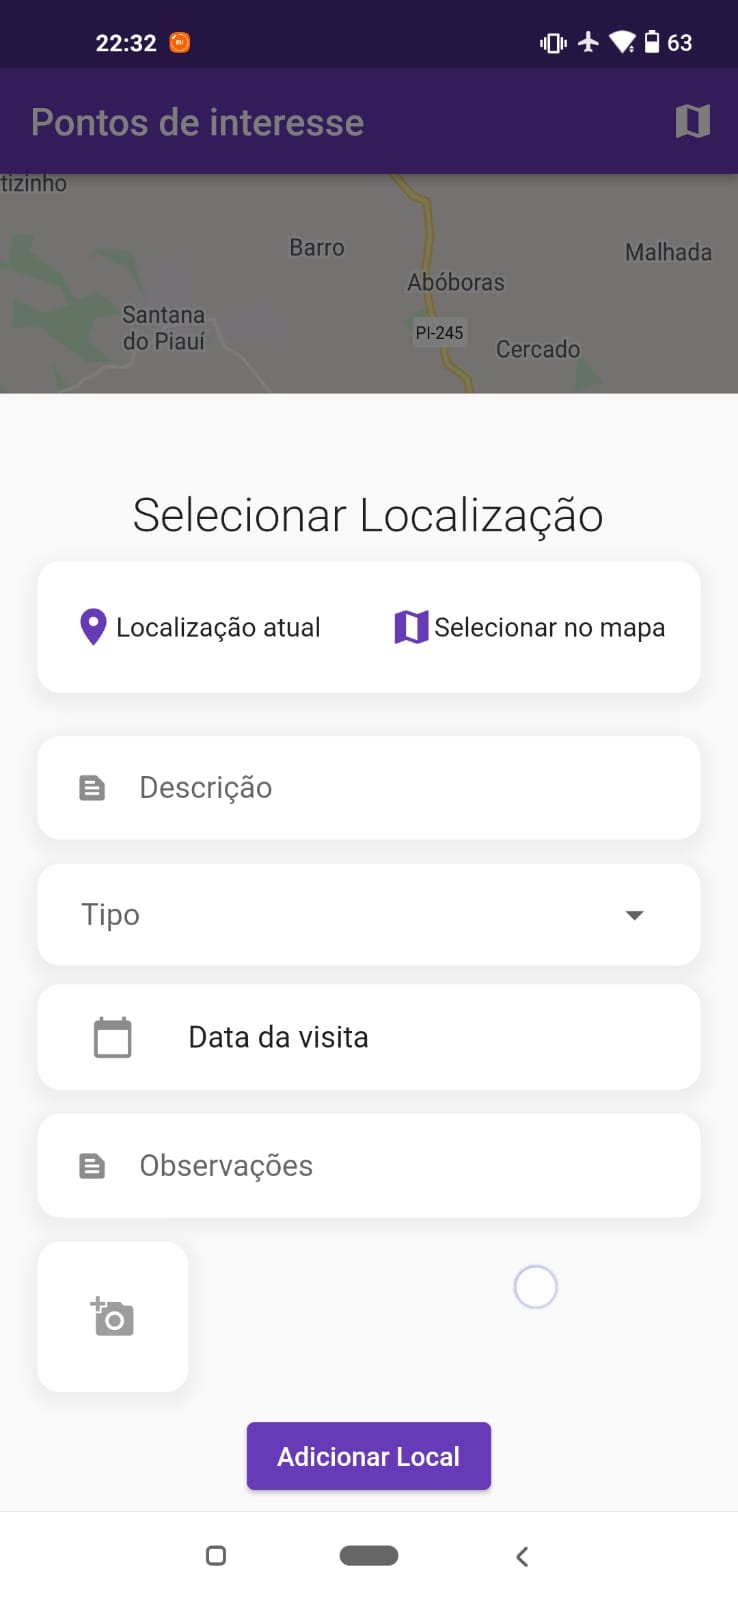 22:32
63
Pontos de interesse
tizinho
Barro
Malhada
Abóboras
Santana
do Piauí
PI-245
Cercado
Selecionar Localização
Localização atual
Selecionar no mapa
Descrição
Tipo
Data da visita
Observações
Adicionar Local